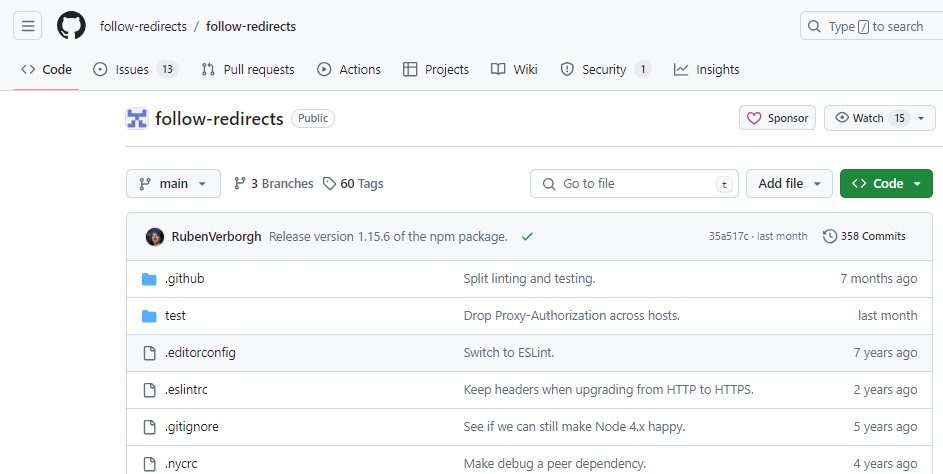 follow-redirects / follow-redirects
Type / to search
Code Issues 13 Pull requests Actions Projects Wiki Security 1 Insights
follow-redirects Public Sponsor Watch 15
main 3 Branches 60 Tags Go to file t Add file Code
RubenVerborgh Release version 1.15.6 of the npm package. 35a517c · last month 358 Commits
.github Split linting and testing. 7 months ago
test Drop Proxy-Authorization across hosts. last month
.editorconfig Switch to ESLint. 7 years ago
.eslintrc Keep headers when upgrading from HTTP to HTTPS. 2 years ago
.gitignore See if we can still make Node 4.x happy. 5 years ago
.nycrc Make debug a peer dependency. 4 years ago